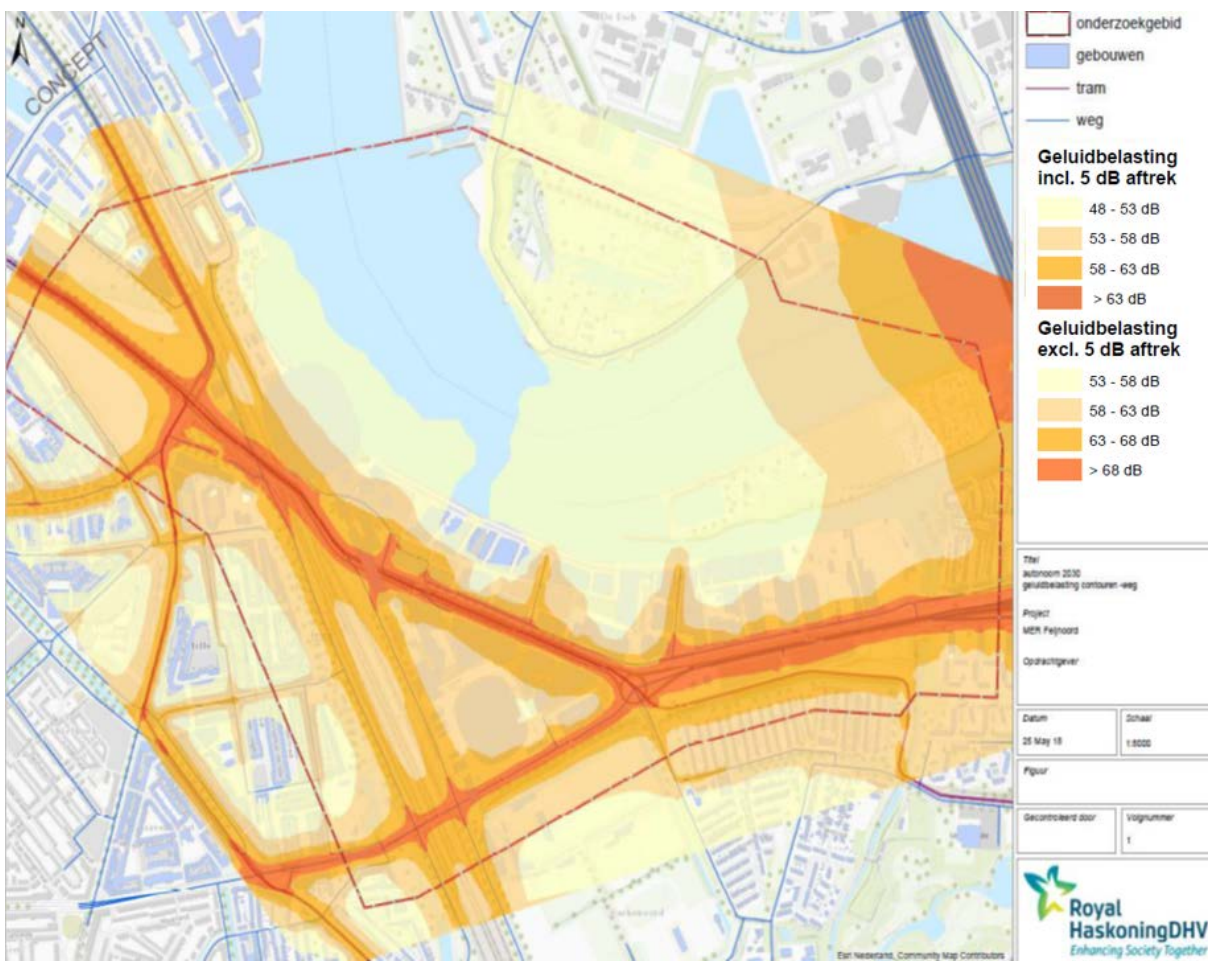 N
CONCEPT
De Esch
onderzoekgebid
gebouwen
tram
weg
Geluidbelasting
incl. 5 dB aftrek
48 - 53 dB
53 - 58 dB
58 - 63 dB
> 63 dB
Geluidbelasting
excl. 5 dB aftrek
53 - 58 dB
58 - 63 dB
63 - 68 dB
> 68 dB
Titel
autonoom 2030
geluidbelasting contouren -weg
Project
MER Feijnoord
Opdrachtgever
Datum
25 May 18
Schaal
1:5000
Figuur
Gecontroleerd door
Volgnummer
1
Royal
HaskoningDHV
Enhancing Society Together
Esri Nederland, Community Map Contributors